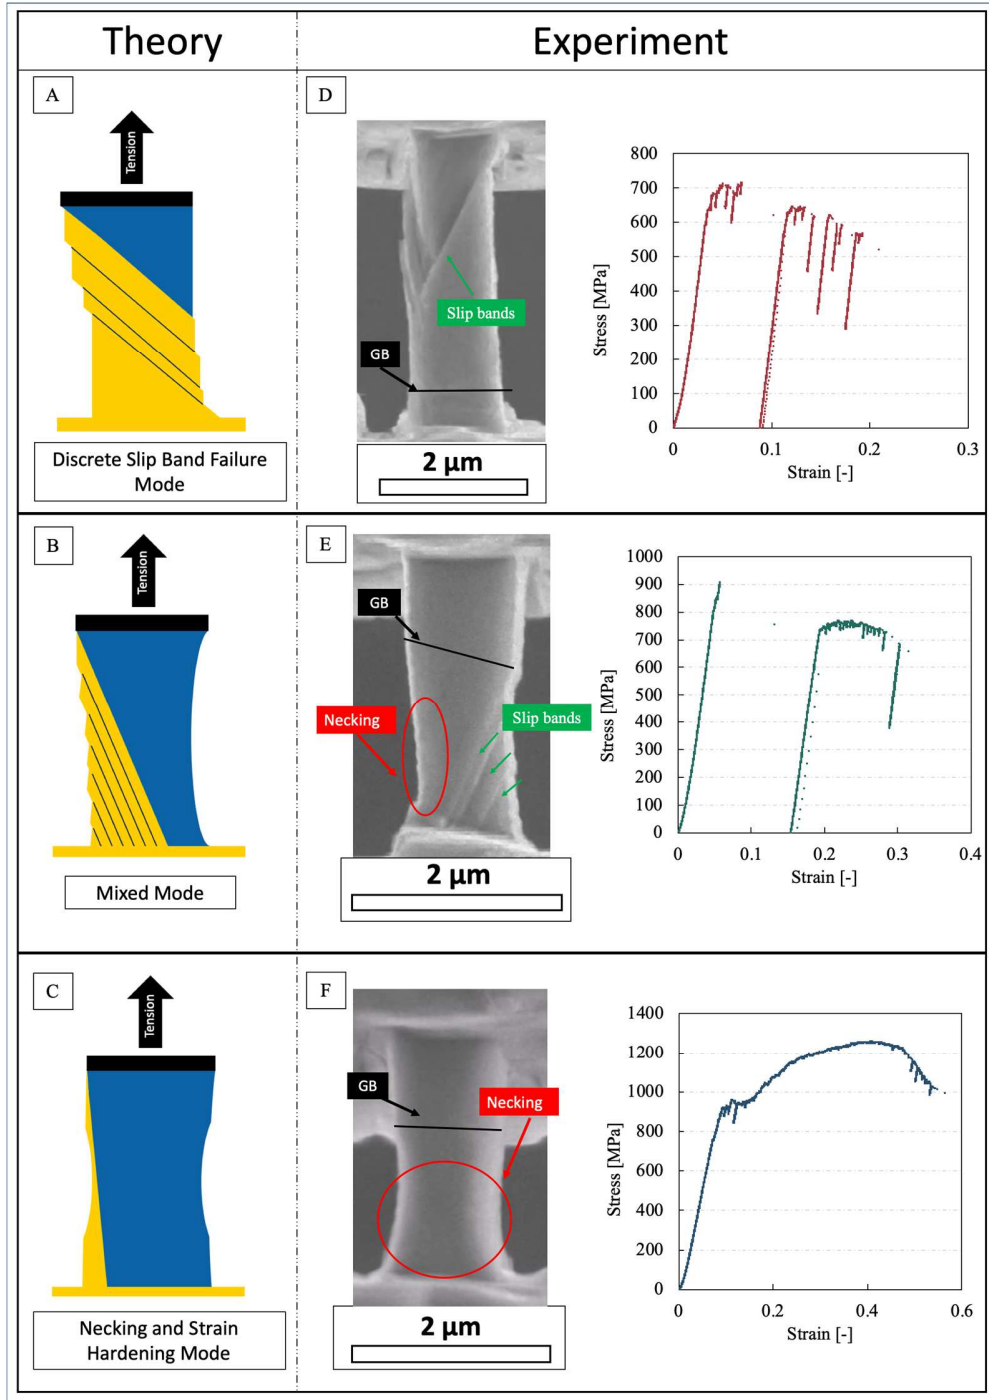 Theory
Experiment
A
Tension
Discrete Slip Band Failure
Mode
D
Slip bands
GB
2 μm
800
700
600
500
400
300
200
100
0
0
0.1
0.2
0.3
Stress [MPa]
Strain [-]
B
Tension
Mixed Mode
E
GB
Necking
Slip bands
2 μm
1000
900
800
700
600
500
400
300
200
100
0
0
0.1
0.2
0.3
0.4
Stress [MPa]
Strain [-]
C
Tension
Necking and Strain
Hardening Mode
F
GB
Necking
2 μm
1400
1200
1000
800
600
400
200
0
0
0.2
0.4
0.6
Stress [MPa]
Strain [-]